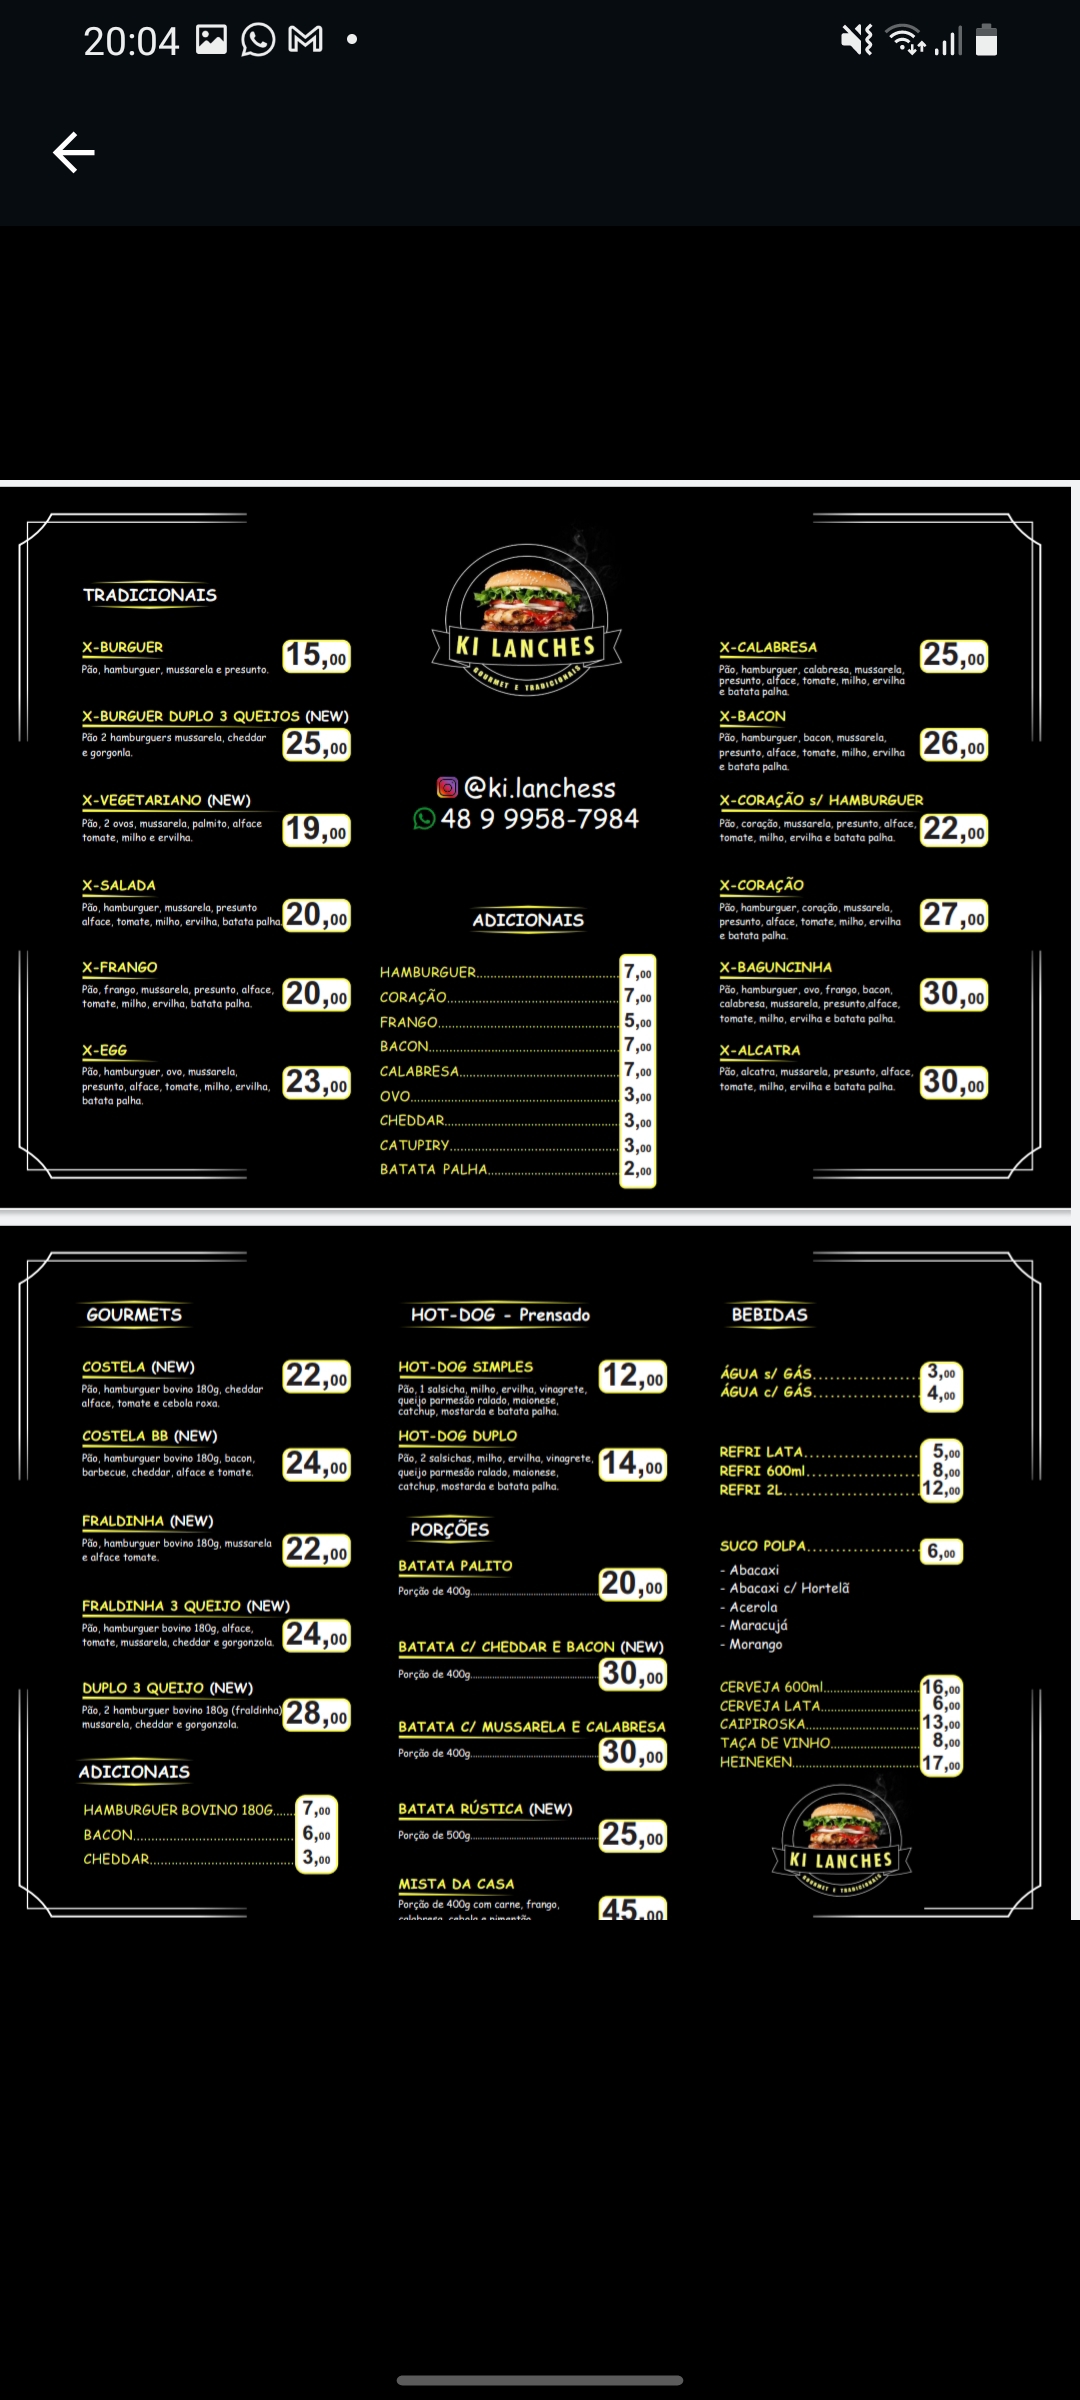 20:04
TRADICIONAIS
X-BURGUER
15,00
Pão, hamburguer, mussarela e presunto.
X-BURGUER DUPLO 3 QUEIJOS (NEW)
Pão 2 hamburguers mussarela, cheddar
e gorgonla.
25,00
X-VEGETARIANO (NEW)
Pão, 2 ovos, mussarela, palmito, alface
tomate, milho e ervilha.
19,00
X-SALADA
Pão, hamburguer, mussarela, presunto
alface, tomate, milho, ervilha, batata palha.
20,00
X-FRANGO
Pão, frango, mussarela, presunto, alface,
tomate, milho, ervilha, batata palha.
20,00
X-EGG
Pão, hamburguer, ovo, mussarela,
presunto, alface, tomate, milho, ervilha,
batata palha.
23,00
KI LANCHES
GOURMET E TRADICIONAIS
@ki.lanchess
48 9 9958-7984
ADICIONAIS
HAMBURGUER 7,00
CORAÇÃO 7,00
FRANGO 5,00
BACON 7,00
CALABRESA 7,00
OVO 3,00
CHEDDAR 3,00
CATUPIRY 3,00
BATATA PALHA 2,00
X-CALABRESA
25,00
Pão, hamburguer, calabresa, mussarela,
presunto, alface, tomate, milho, ervilha
e batata palha.
X-BACON
Pão, hamburguer, bacon, mussarela,
presunto, alface, tomate, milho, ervilha
e batata palha.
26,00
X-CORAÇÃO s/ HAMBURGUER
Pão, coração, mussarela, presunto, alface,
tomate, milho, ervilha e batata palha.
22,00
X-CORAÇÃO
Pão, hamburguer, coração, mussarela,
presunto, alface, tomate, milho, ervilha
e batata palha.
27,00
X-BAGUNCINHA
Pão, hamburguer, ovo, frango, bacon,
calabresa, mussarela, presunto,alface,
tomate, milho, ervilha e batata palha.
30,00
X-ALCATRA
Pão, alcatra, mussarela, presunto, alface,
tomate, milho, ervilha e batata palha.
30,00
GOURMETS
COSTELA (NEW)
22,00
Pão, hamburguer bovino 180g, cheddar
alface, tomate e cebola roxa.
COSTELA BB (NEW)
Pão, hamburguer bovino 180g, bacon,
barbecue, cheddar, alface e tomate.
24,00
FRALDINHA (NEW)
Pão, hamburguer bovino 180g, mussarela
e alface tomate.
22,00
FRALDINHA 3 QUEIJO (NEW)
Pão, hamburguer bovino 180g, alface,
tomate, mussarela, cheddar e gorgonzola.
24,00
DUPLO 3 QUEIJO (NEW)
Pão, 2 hamburguer bovino 180g (fraldinha)
mussarela, cheddar e gorgonzola.
28,00
ADICIONAIS
HAMBURGUER BOVINO 180G 7,00
BACON 6,00
CHEDDAR 3,00
HOT-DOG - Prensado
HOT-DOG SIMPLES
12,00
Pão, 1 salsicha, milho, ervilha, vinagrete,
queijo parmesão ralado, maionese,
catchup, mostarda e batata palha.
HOT-DOG DUPLO
Pão, 2 salsichas, milho, ervilha, vinagrete,
queijo parmesão ralado, maionese,
catchup, mostarda e batata palha.
14,00
PORÇÕES
BATATA PALITO
Porção de 400g 20,00
BATATA C/ CHEDDAR E BACON (NEW)
Porção de 400g 30,00
BATATA C/ MUSSARELA E CALABRESA
Porção de 400g 30,00
BATATA RÚSTICA (NEW)
Porção de 500g 25,00
MISTA DA CASA
Porção de 400g com carne, frango,
calabresa, cebola e pimentão
45,00
BEBIDAS
ÁGUA s/ GÁS 3,00
ÁGUA c/ GÁS 4,00
REFRI LATA 5,00
REFRI 600ml 8,00
REFRI 2L 12,00
SUCO POLPA 6,00
- Abacaxi
- Abacaxi c/ Hortelã
- Acerola
- Maracujá
- Morango
CERVEJA 600ml 16,00
CERVEJA LATA 6,00
CAIPIROSKA 13,00
TAÇA DE VINHO 8,00
HEINEKEN 17,00
KI LANCHES
GOURMET E TRADICIONAIS